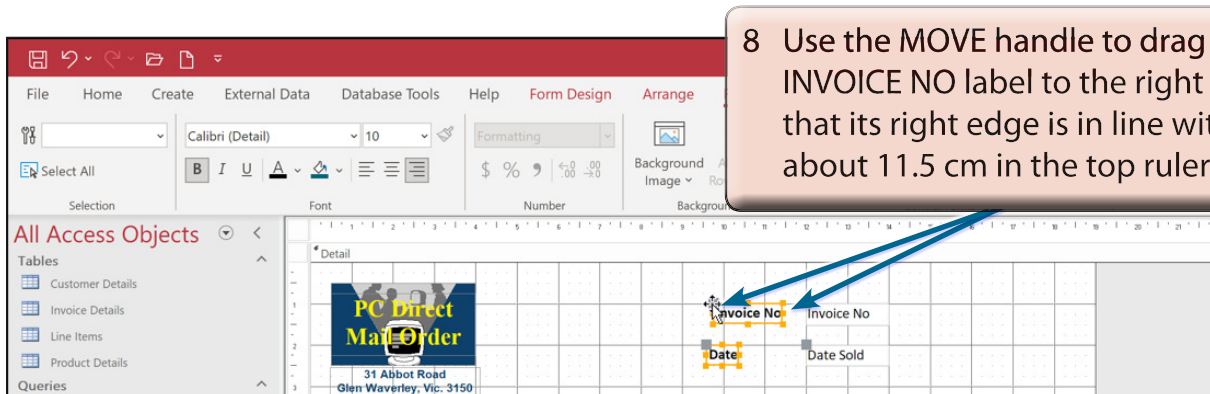 8 Use the MOVE handle to drag
INVOICE NO label to the right
that its right edge is in line
about 11.5 cm in the top ruler
File Home Create External Data Database Tools Help Form Design Arrange
Calibri (Detail) 10 Formatting
Select All B I U A $ % Background
Image
Selection Font Number
All Access Objects
Tables
Customer Details
Invoice Details
Line Items
Product Details
Queries
Detail
PC Direct
Mail Order
31 Abbot Road
Glen Waverley, Vic. 3150
Invoice No Invoice No
Date Date Sold